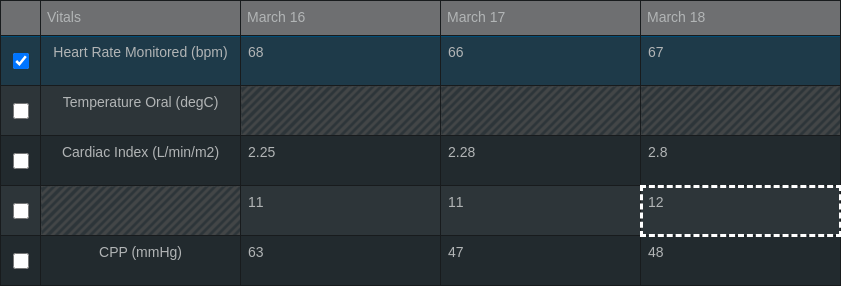 Vitals March 16 March 17 March 18
Heart Rate Monitored (bpm) 68 66 67
Temperature Oral (degC)
Cardiac Index (L/min/m2) 2.25 2.28 2.8
11 11 12
CPP (mmHg) 63 47 48